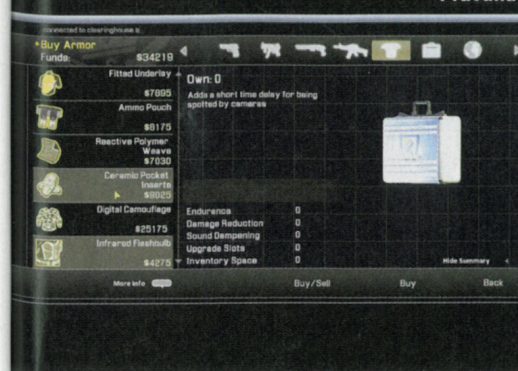 connected to clearinghouse.s
Buy Armor
Funds: $34219
Fitted Underlay
$7895
Ammo Pouch
$6175
Reactive Polymer
Weave
$7030
Ceramic Pocket
Inserts
Digital Camouflage
$25175
Infrared Flashbulb
$4275
Own: 0
Adds a short time delay for being
spotted by cameras
Endurance 0
Damage Reduction 0
Sound Dampening 0
Upgrade Slots 0
Inventory Space 0
Hide Summary
More Info
Buy/Sell
Buy
Back